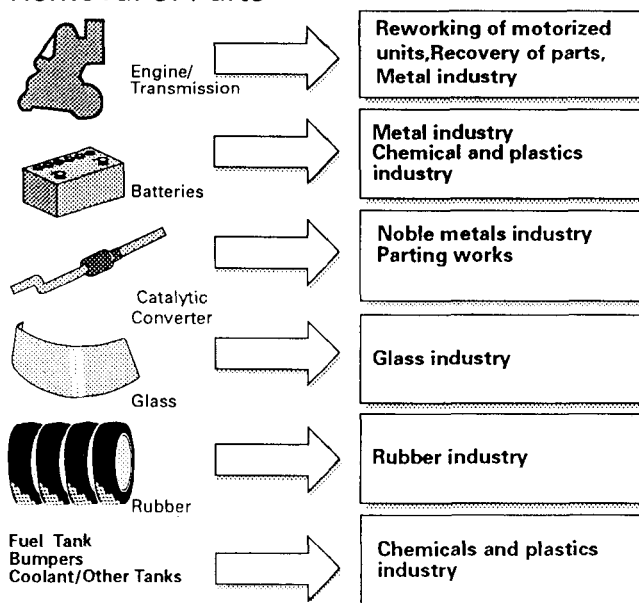 Removal of Parts
Engine/
Transmission
Reworking of motorized
units,Recovery of parts,
Metal industry
Batteries
Metal industry
Chemical and plastics
industry
Catalytic
Converter
Noble metals industry
Parting works
Glass
Glass industry
Rubber
Rubber industry
Fuel Tank
Bumpers
Coolant/Other Tanks
Chemicals and plastics
industry